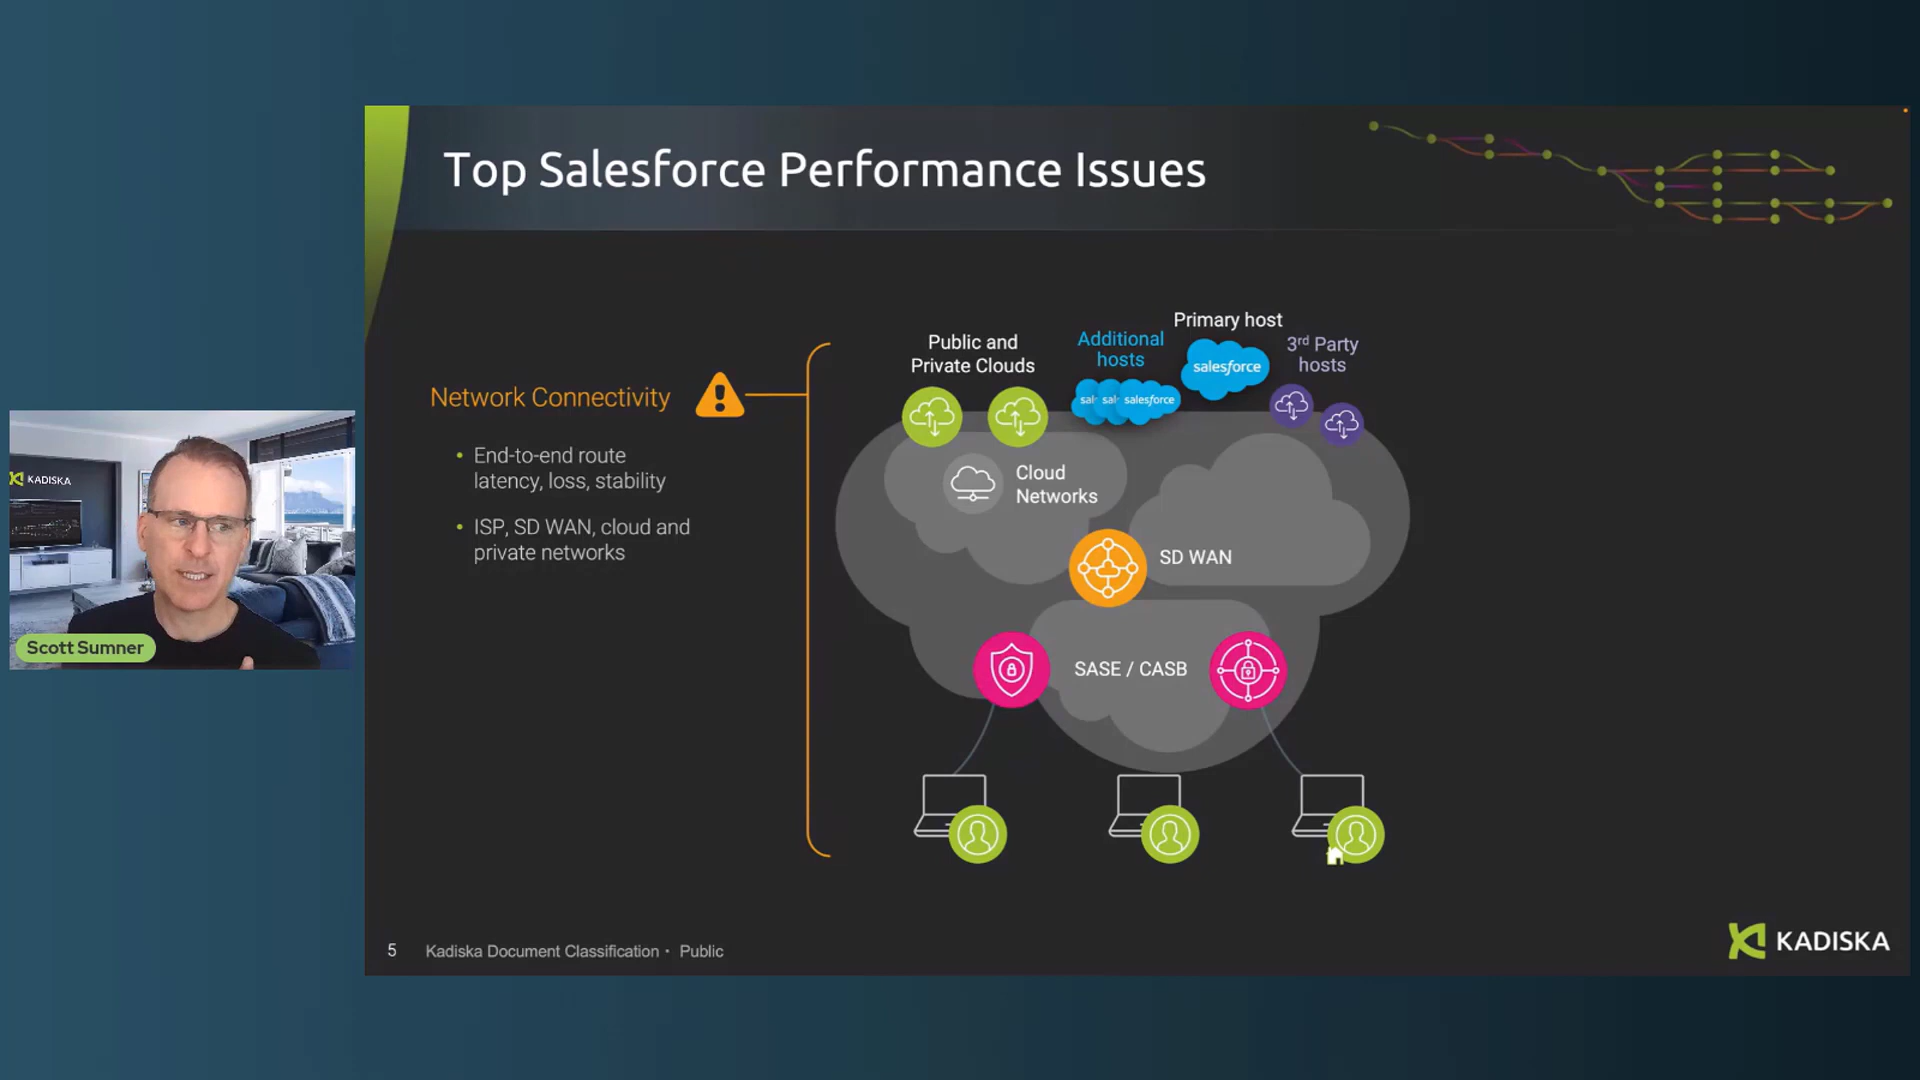 Top Salesforce Performance Issues
Network Connectivity
• End-to-end route
latency, loss, stability
• ISP, SD WAN, cloud and
private networks
Public and
Private Clouds
Additional
hosts
Primary host
3rd Party
hosts
sal
sal
salesforce
salesforce
Cloud
Networks
SD WAN
SASE / CASB
KADISKA
Scott Sumner
5 Kadiska Document Classification • Public
KADISKA